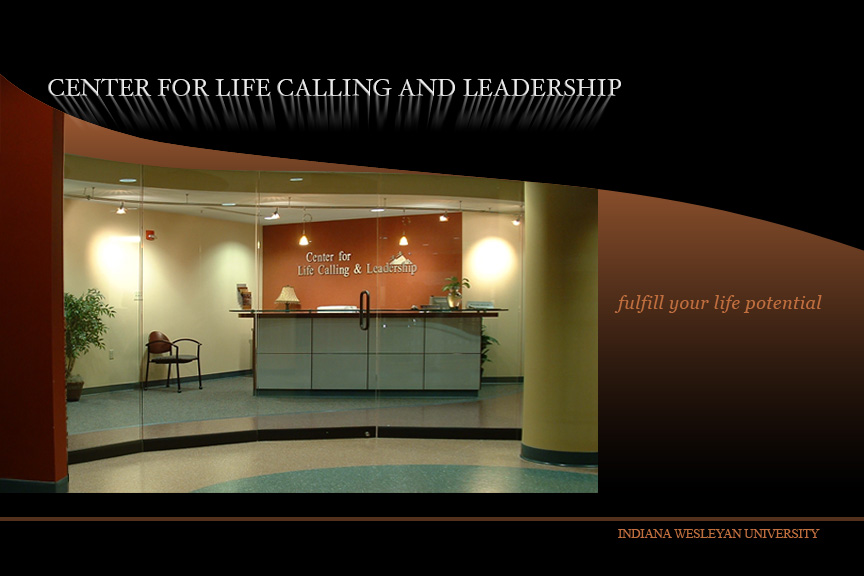 CENTER FOR LIFE CALLING AND LEADERSHIP
Center for
Life Calling & Leadership
fulfill your life potential
INDIANA WESLEYAN UNIVERSITY